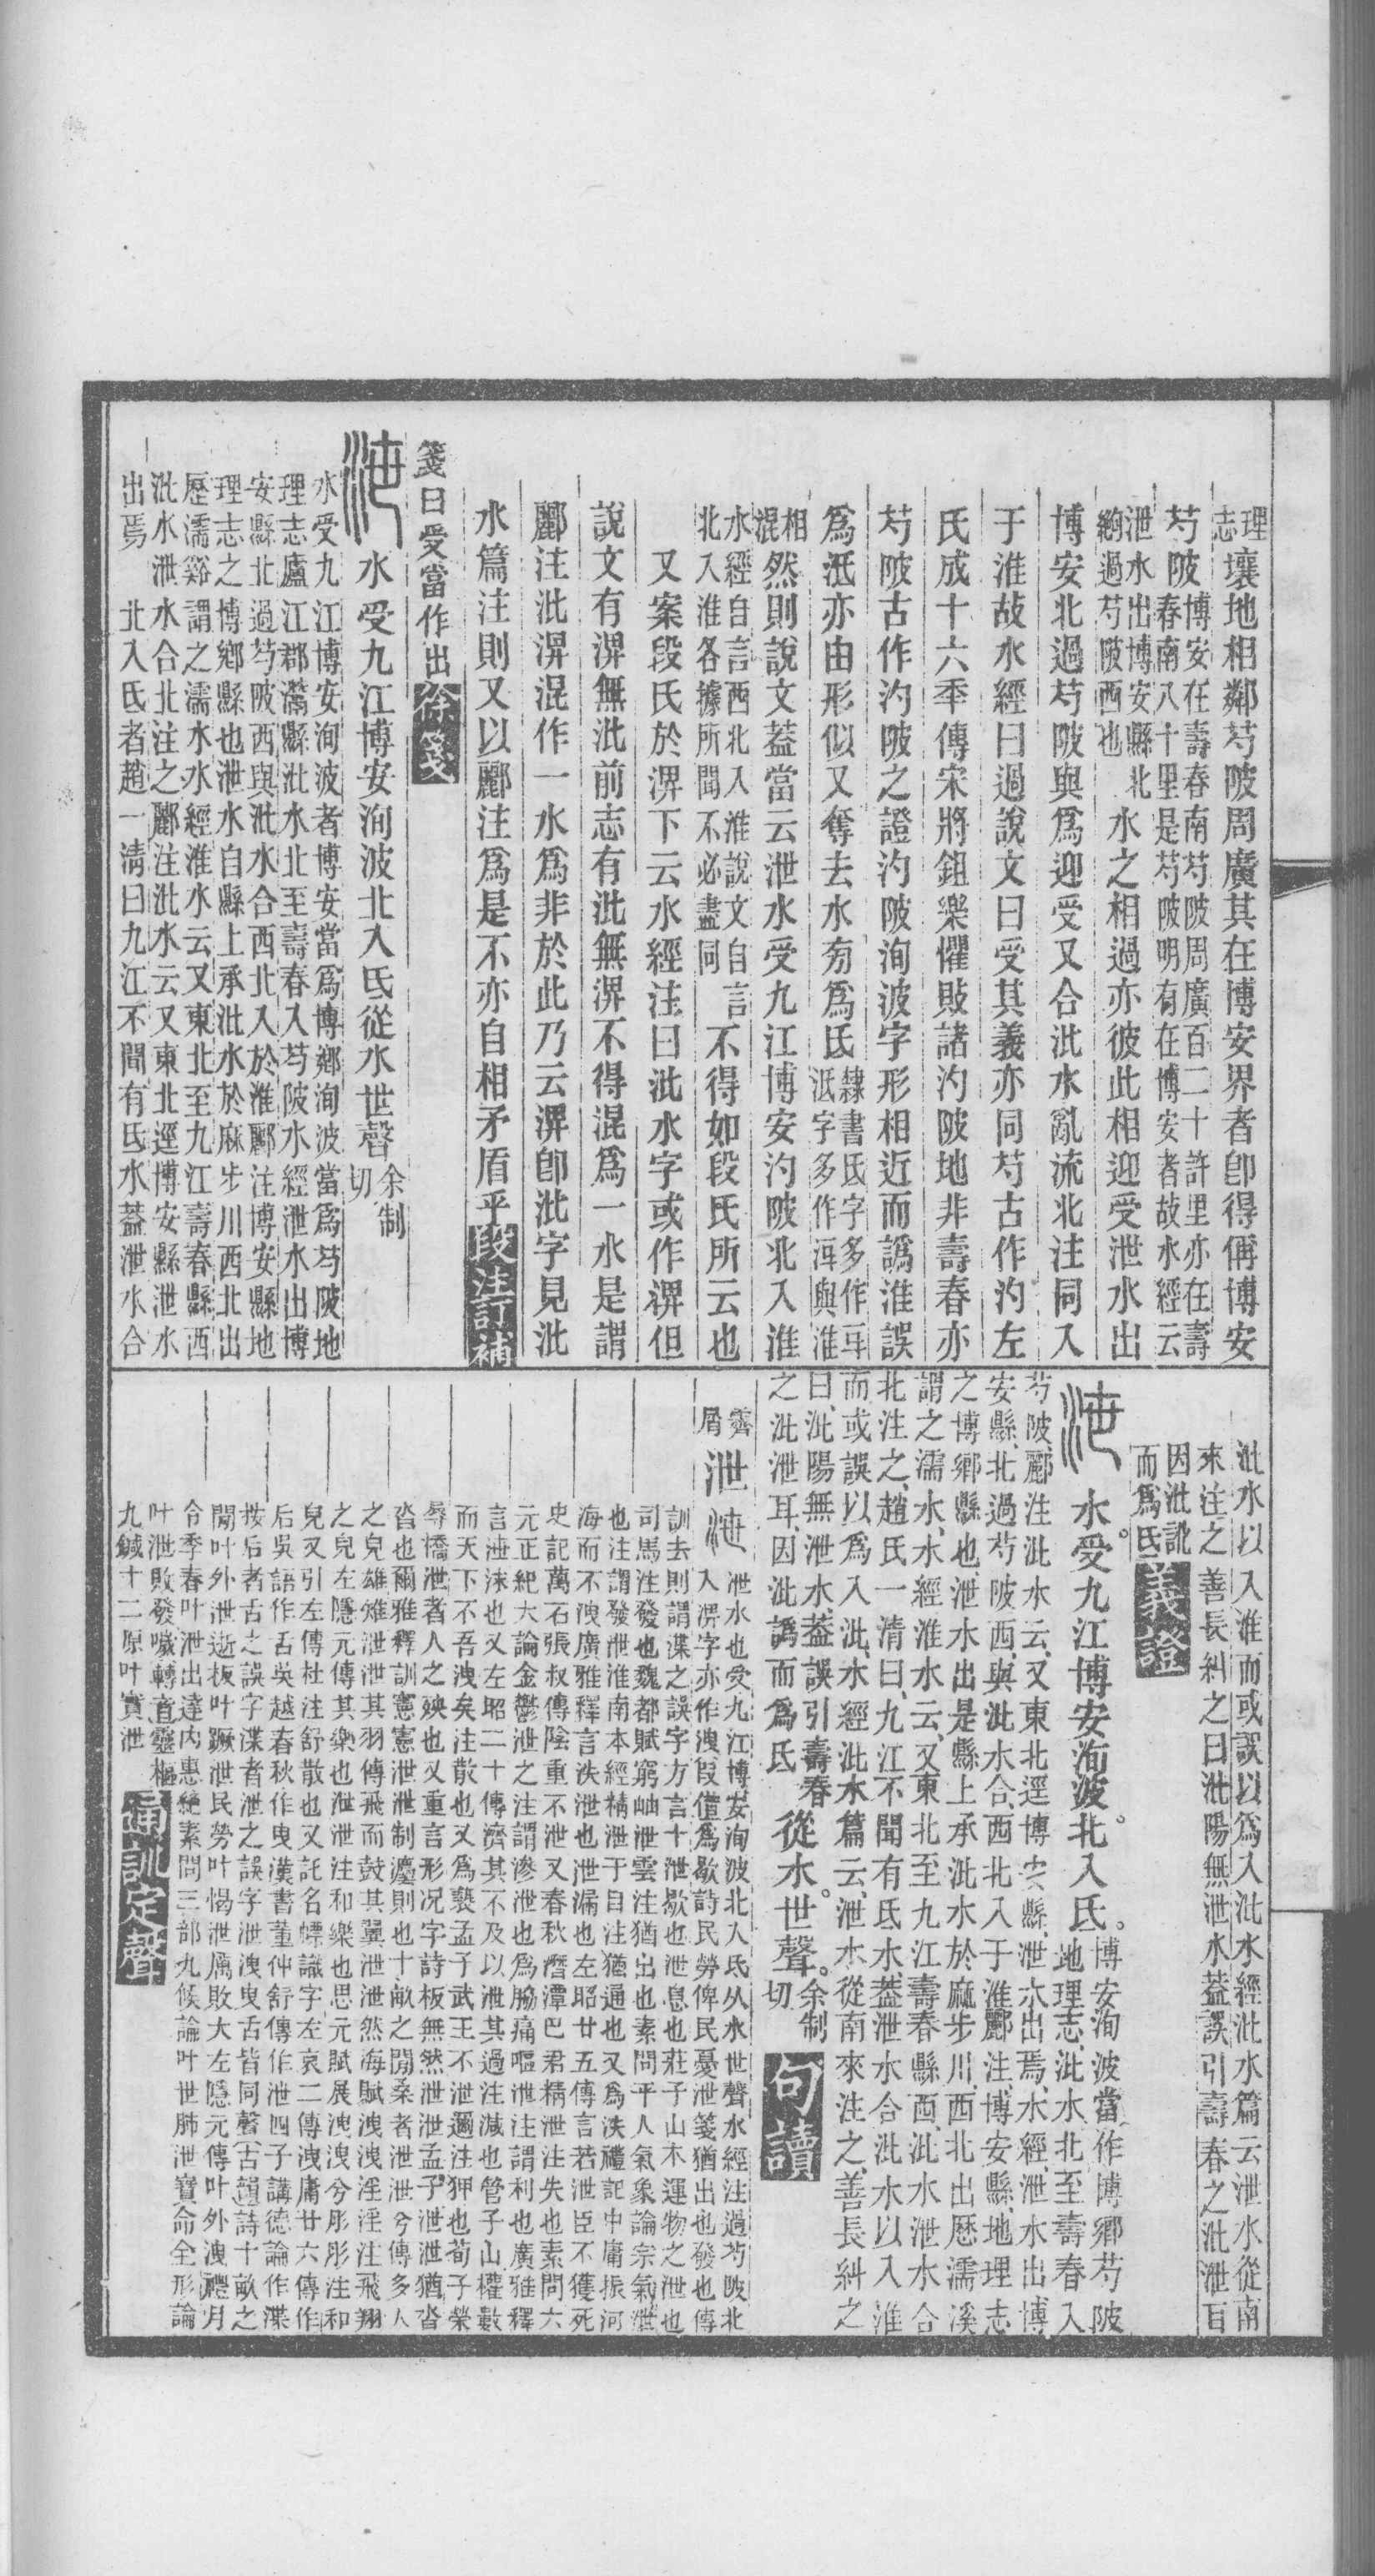 理志壤地相鄰芍陂周廣其在博安界者卽得偁博安
芍陂博安在壽春南芍陂周廣百二十許里亦在壽春南八十里是芍陂明有在博安者故水經云
泄水出博安縣北過芍陂西也水之相過亦彼此相迎受泄水出
博安北過芍陂與爲迎受又合沘水亂流北注同入
于淮故水經曰過說文曰受其義亦同芍古作汋左
氏成十六年傳宋將鉏樂懼敗諸汋陂地非壽春亦
芍陂古作汋陂之證汋陂洵波字形相近而譌淮誤
爲泜亦由形似又奪去水旁爲氐隸書氐字多作互泜字多作沍與淮
相混然則說文葢當云泄水受九江博安汋陂北入淮
水經自言西北入淮說文自言北入淮各據所聞不必盡同不得如段氏所云也
又案段氏於淠下云水經注曰沘水字或作淠但
說文有淠無沘前志有沘無淠不得混爲一水是謂
酈注沘淠混作一水爲非於此乃云淠卽沘字見沘
水篇注則又以酈注爲是不亦自相矛盾乎段注訂補
箋曰受當作出徐箋
水受九江博安洵波北入氐從水世聲余制切
水受九江博安洵波者博安當爲博鄉洵波當爲芍陂地
理志廬江郡灊縣沘水北至壽春入芍陂水經泄水出博
安縣北過芍陂西與沘水合西北入於淮酈注博安縣地
理志之博鄉縣也泄水自縣上承沘水於麻步川西北出
歷濡谿謂之濡水水經淮水云又東北至九江壽春縣西
沘水泄水合北注之酈注沘水云又東北逕博安縣泄水
出焉北入氐者趙一清曰九江不聞有氐水葢泄水合
沘水以入淮而或誤以爲入沘水經沘水篇云泄水從南
來注之善長糾之曰沘陽無泄水葢誤引壽春之沘泄耳
因沘訛而爲氐義證
水受九江博安洵波北入氐博安洵波當作博鄉芍陂
地理志沘水北至壽春入
芍陂酈注沘水云又東北逕博安縣泄水出焉水經泄水出博
安縣北過芍陂西與沘水合西北入于淮酈注博安縣地理志
之博鄉縣也泄水出是縣上承沘水於麻步川西北出歷濡溪
謂之濡水水經淮水云又東北至九江壽春縣西沘水泄水合
北注之趙氏一清曰九江不聞有氐水葢泄水合沘水以入淮
而或誤以爲入沘水經沘水篇云泄水從南來注之善長糾之
曰沘陽無泄水葢誤引壽春
之沘泄耳因沘譌而爲氐從水世聲余制切句讀
霽屑泄泄水也受九江博安洵波北入氐从水世聲水經注過芍陂北
入淠字亦作洩叚借爲歇詩民勞俾民憂泄箋猶出也發也傳
訓去則謂渫之誤字方言十泄歇也泄息也莊子山木運物之泄也
司馬注發也魏都賦窮岫泄雲注猶出也素問平人氣象論宗氣泄
也注謂發泄淮南本經精泄于目注猶通也又爲泆禮記中庸振河
海而不洩廣雅釋言泆泄也泄漏也左昭廿五傳言若泄臣不獲死
史記萬石張叔傳陰重不泄又春秋潛潭巴君精泄注失也素問六
元正紀大論金鬱泄之注謂滲泄也爲腦痛嘔泄注謂利也廣雅釋
言泄沫也又左昭二十傳濟其不及以泄其過注減也管子山權數
而天下不吾洩矣注散也又爲褻孟子武王不泄邇注狎也荀子榮
辱憍泄者人之殃也又重言形況字詩板無然泄泄孟子泄泄猶沓
沓也爾雅釋訓憲憲泄泄制灋則也十畝之閒桑者泄泄兮傳多人
之皃雄雉泄泄其羽傳飛而鼓其翼泄泄然海賦洩洩淫淫注飛翔
之皃左隱元傳其樂也泄泄注和樂也思元賦展洩洩兮彤彤注和
皃又引左傳杜注舒散也又託名幖識字左哀二傳洩庸廿六傳作
后吳語作舌吳越春秋作曳漢書董仲舒傳作泄四子講德論作渫
按后者舌之誤字渫者泄之誤字泄洩曳舌皆同聲古韻詩十畝之
閒叶外泄逝板叶蹶泄民勞叶愒泄厲敗大左隱元傳叶外洩禮月
令季春叶泄出達內惠絕素問三部九候論叶世肺泄寶命全形論
叶泄敗發噦轉音靈樞
九鍼十二原叶實泄通訓定聲